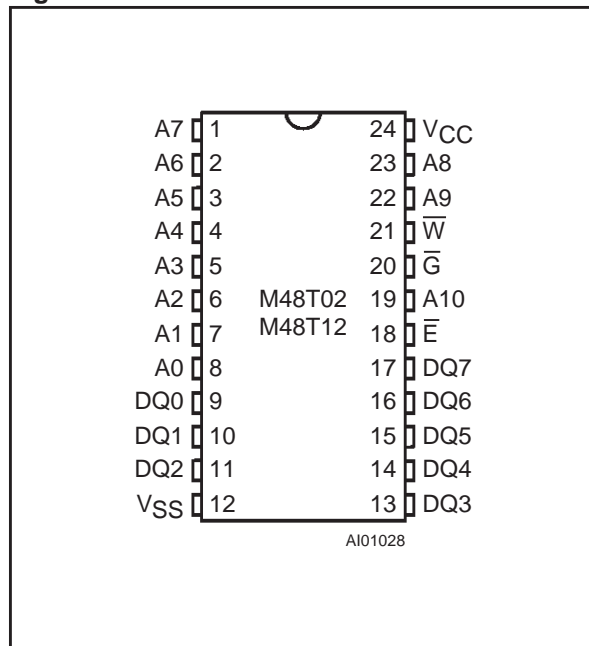 A7 1 24 VCC
A6 2 23 A8
A5 3 22 A9
A4 4 21 W̅
A3 5 20 G̅
A2 6 M48T02 19 A10
A1 7 M48T12 18 E̅
A0 8 17 DQ7
DQ0 9 16 DQ6
DQ1 10 15 DQ5
DQ2 11 14 DQ4
VSS 12 13 DQ3
AI01028